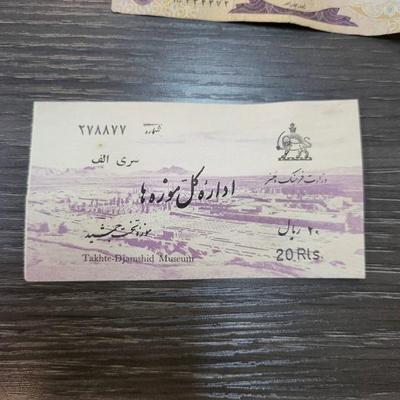 شماره ۲۷۸۸۷۷
سری الف
وزارت فرهنگ و هنر
ادارهٔ کل موزه ها
موزه تخت جمشید
Takhte-Djamshid Museum
۲۰ ریال
20 Rls.